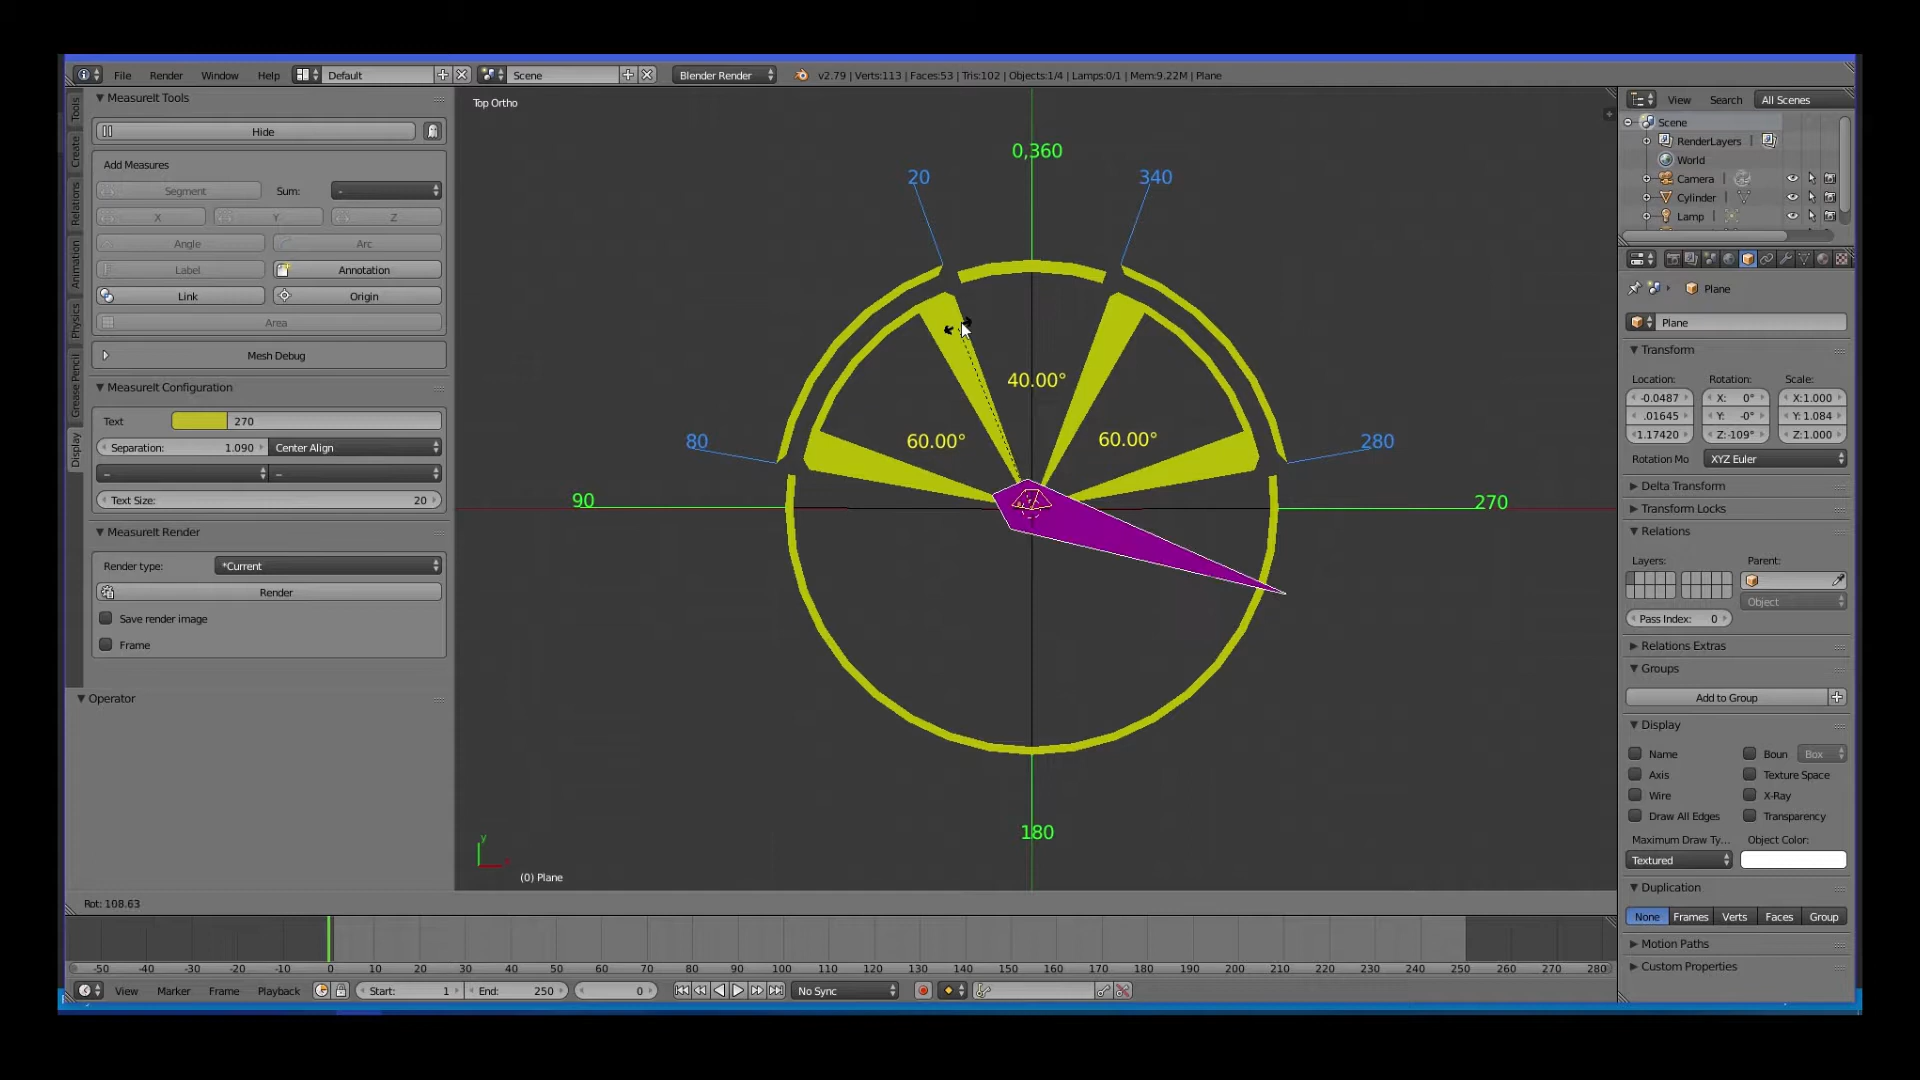 File Render Window Help Default Scene Blender Render v2.79 | Verts:113 | Faces:53 | Tris:102 | Objects:1/4 | Lamps:0/1 | Mem:9.22M | Plane
Tools
Create
Relations
Animation
Physics
Grease Pencil
Display
MeasureIt Tools
Hide
Add Measures
Segment Sum: -
X Y Z
Angle Arc
Label Annotation
Link Origin
Area
Mesh Debug
MeasureIt Configuration
Text 270
Separation: 1.090 Center Align
- -
Text Size: 20
MeasureIt Render
Render type: *Current
Render
Save render image
Frame
Operator
Top Ortho
0,360
20 340
40.00°
60.00° 60.00°
80 280
90 270
180
y
(0) Plane
Rot: 108.63
View Search All Scenes
Scene
RenderLayers
World
Camera
Cylinder
Lamp
Plane
Plane
Transform
Location: Rotation: Scale:
-0.0487 X: 0° X:1.000
.01645 Y: -0° Y: 1.084
1.17420 Z:-109° Z:1.000
Rotation Mo XYZ Euler
Delta Transform
Transform Locks
Relations
Layers: Parent:
Object
Pass Index: 0
Relations Extras
Groups
Add to Group
Display
Name Boun Box
Axis Texture Space
Wire X-Ray
Draw All Edges Transparency
Maximum Draw Ty... Object Color:
Textured
Duplication
None Frames Verts Faces Group
Motion Paths
Custom Properties
-50 -40 -30 -20 -10 0 10 20 30 40 50 60 70 80 90 100 110 120 130 140 150 160 170 180 190 200 210 220 230 240 250 260 270 280
View Marker Frame Playback Start: 1 End: 250 0 No Sync